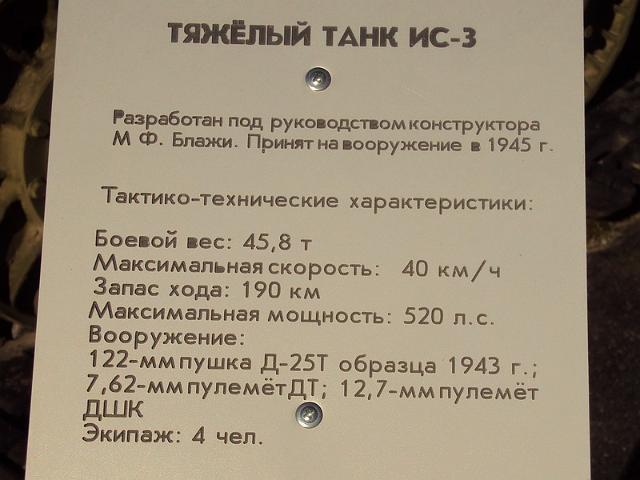 ТЯЖЁЛЫЙ ТАНК ИС-3
Разработан под руководством конструктора
М Ф. Блажи. Принят на вооружение в 1945 г.
Тактико-технические характеристики:
Боевой вес: 45,8 т
Максимальная скорость: 40 км/ч
Запас хода: 190 км
Максимальная мощность: 520 л.с.
Вооружение:
122-мм пушка Д-25Т образца 1943 г.;
7,62-мм пулемёт ДТ; 12,7-мм пулемёт
ДШК
Экипаж: 4 чел.